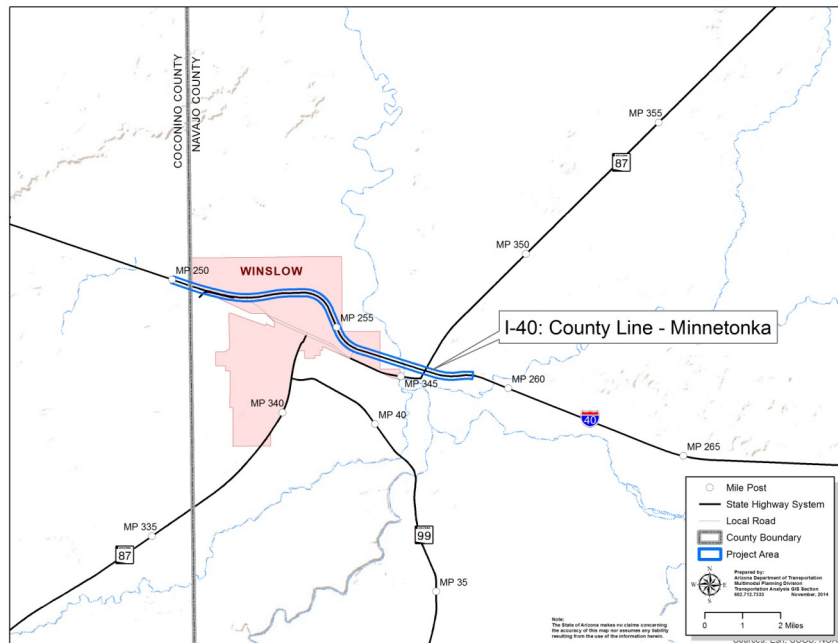 COCONINO COUNTY
NAVAJO COUNTY
MP 355
87
MP 350
MP 250
WINSLOW
MP 255
I-40: County Line - Minnetonka
MP 345
MP 260
40
MP 340
MP 40
MP 265
MP 335
87
99
MP 35
Mile Post
State Highway System
Local Road
County Boundary
Project Area
N
W
E
S
Prepared by:
Arizona Department of Transportation
Multimodal Planning Division
Transportation Analysis GIS Section
602.712.7333 November, 2014
0 1 2 Miles
Note:
The State of Arizona makes no claims concerning
the accuracy of this map nor assumes any liability
resulting from the use of the information herein.